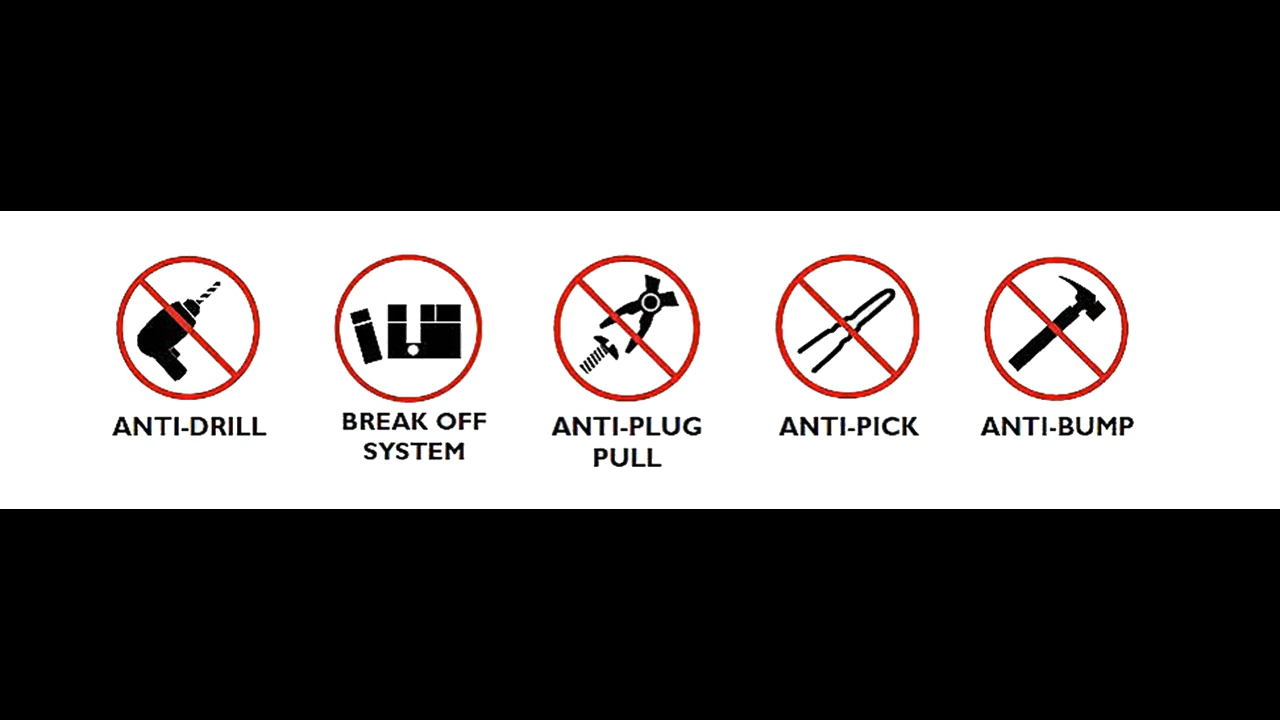 ANTI-DRILL
BREAK OFF
SYSTEM
ANTI-PLUG
PULL
ANTI-PICK
ANTI-BUMP